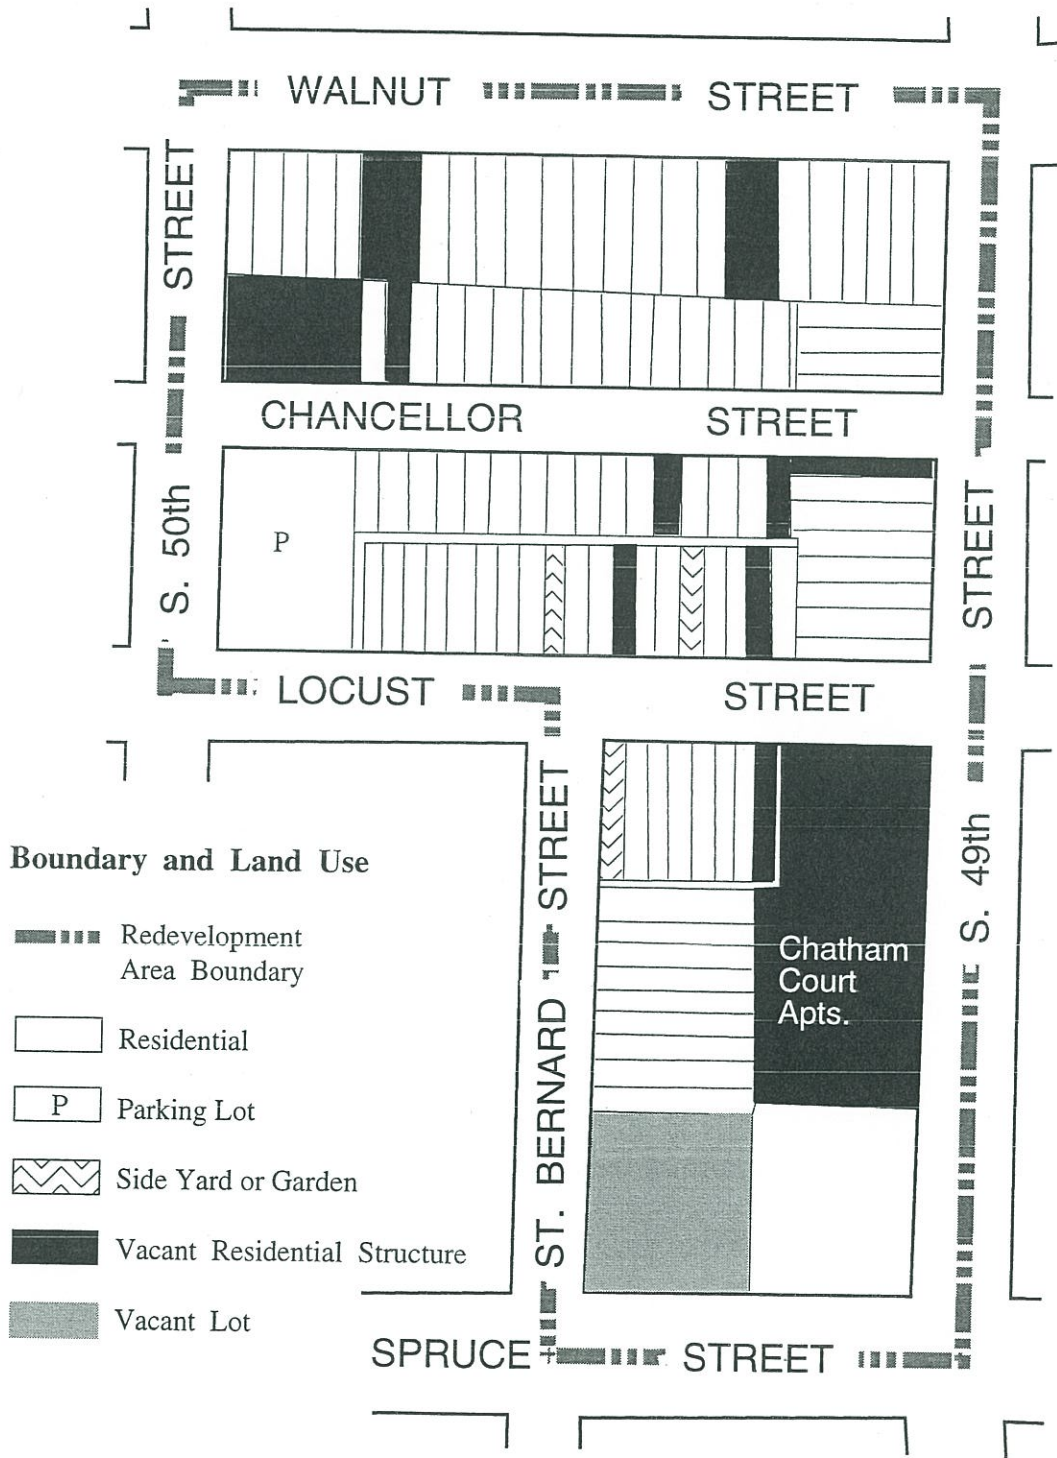 WALNUT STREET
S. 50th STREET
CHANCELLOR STREET
P
S. 49th STREET
LOCUST STREET
ST. BERNARD STREET
Chatham
Court
Apts.
Boundary and Land Use
Redevelopment
Area Boundary
Residential
P Parking Lot
Side Yard or Garden
Vacant Residential Structure
Vacant Lot
SPRUCE STREET